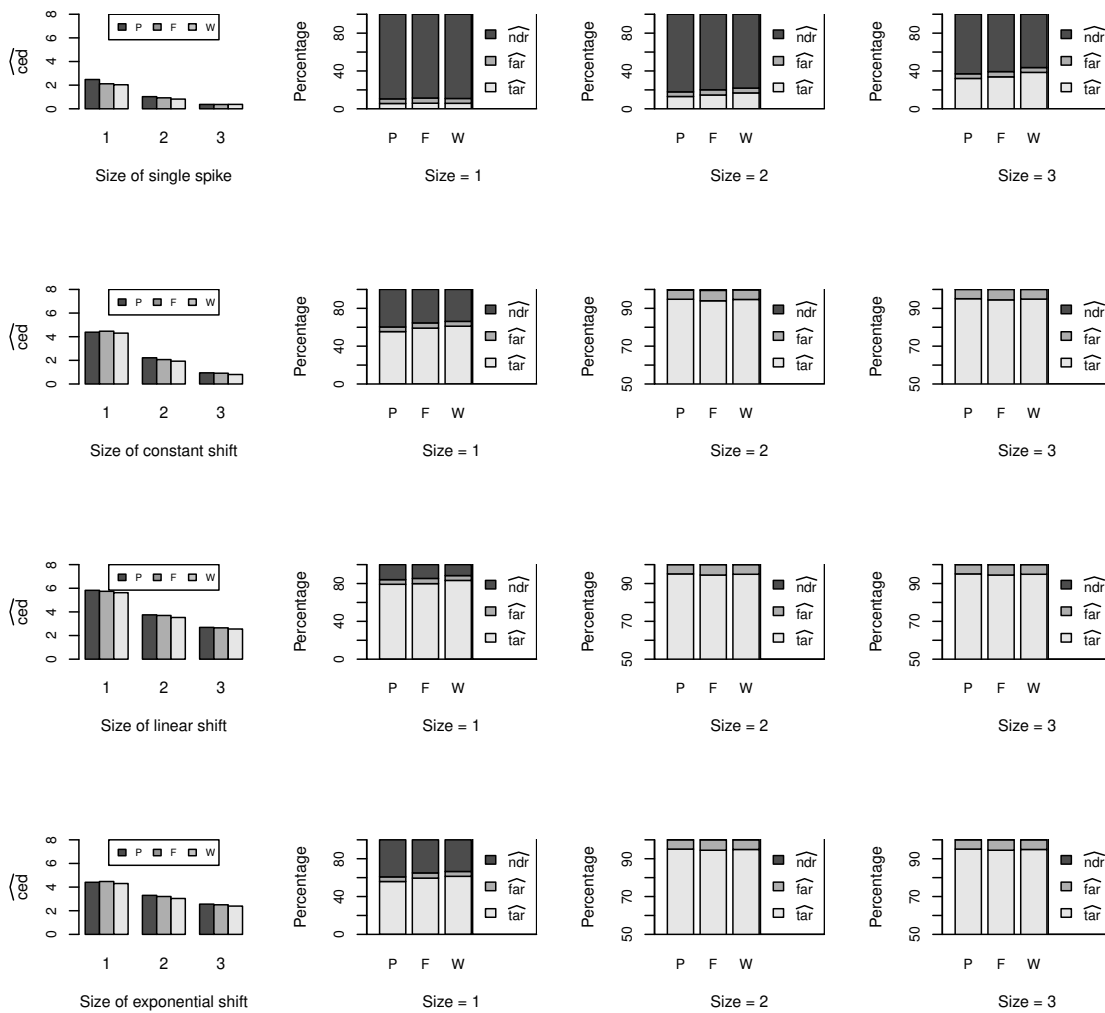 ced
0 2 4 6 8
P F W
1 2 3
Size of single spike
Percentage
0 40 80
ndr
far
tar
P F W
Size = 1
Percentage
0 40 80
ndr
far
tar
P F W
Size = 2
Percentage
0 40 80
ndr
far
tar
P F W
Size = 3
ced
0 2 4 6 8
P F W
1 2 3
Size of constant shift
Percentage
0 40 80
ndr
far
tar
P F W
Size = 1
Percentage
50 70 90
ndr
far
tar
P F W
Size = 2
Percentage
50 70 90
ndr
far
tar
P F W
Size = 3
ced
0 2 4 6 8
P F W
1 2 3
Size of linear shift
Percentage
0 40 80
ndr
far
tar
P F W
Size = 1
Percentage
50 70 90
ndr
far
tar
P F W
Size = 2
Percentage
50 70 90
ndr
far
tar
P F W
Size = 3
ced
0 2 4 6 8
P F W
1 2 3
Size of exponential shift
Percentage
0 40 80
ndr
far
tar
P F W
Size = 1
Percentage
50 70 90
ndr
far
tar
P F W
Size = 2
Percentage
50 70 90
ndr
far
tar
P F W
Size = 3